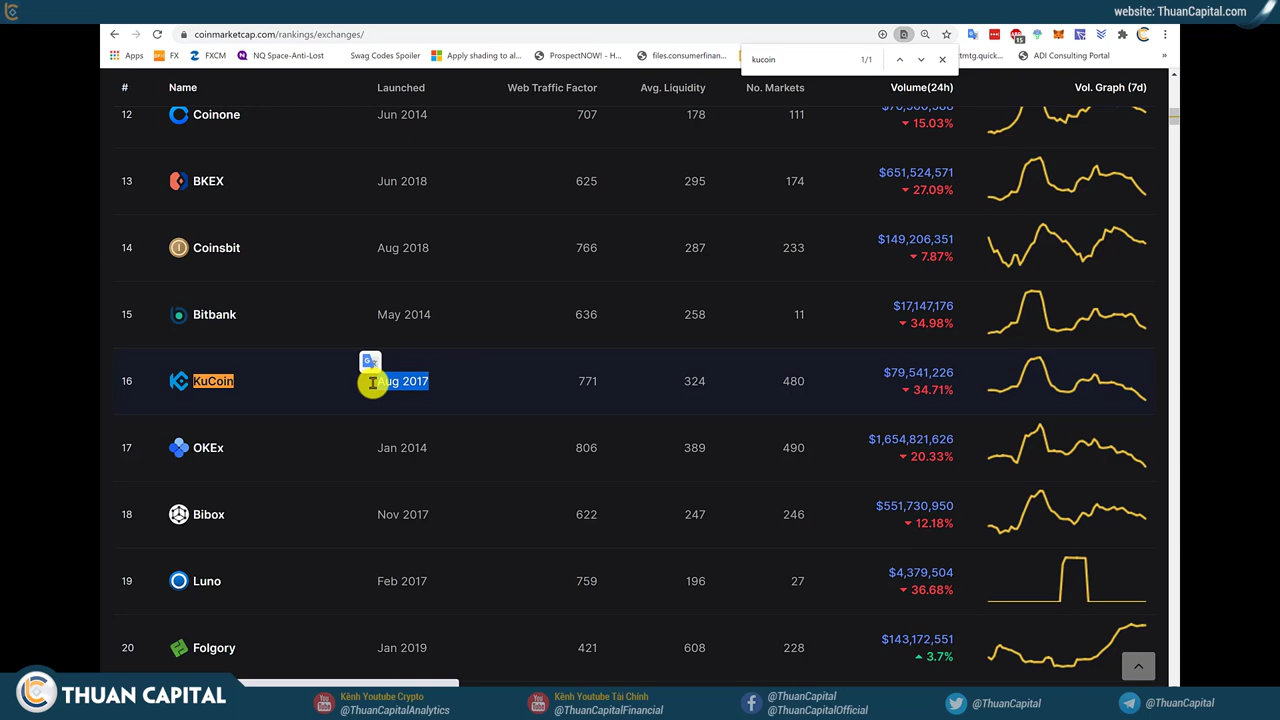 website: ThuanCapital.com
coinmarketcap.com/rankings/exchanges/
Apps FX FXCM NQ Space-Anti-Lost Swag Codes Spoiler Apply shading to al... ProspectNOW! - H... files.consumerfinan... tmtg.quick... ADI Consulting Portal »
kucoin 1/1
15
# Name Launched Web Traffic Factor Avg. Liquidity No. Markets Volume(24h) Vol. Graph (7d)
12 Coinone Jun 2014 707 178 111
15.03%
13 BKEX Jun 2018 625 295 174 $651,524,571
27.09%
14 Coinsbit Aug 2018 766 287 233 $149,206,351
7.87%
15 Bitbank May 2014 636 258 11 $17,147,176
34.98%
16 KuCoin Aug 2017 771 324 480 $79,541,226
34.71%
17 OKEx Jan 2014 806 389 490 $1,654,821,626
20.33%
18 Bibox Nov 2017 622 247 246 $551,730,950
12.18%
19 Luno Feb 2017 759 196 27 $4,379,504
36.68%
20 Folgory Jan 2019 421 608 228 $143,172,551
3.7%
THUAN CAPITAL
Kênh Youtube Crypto
@ThuanCapitalAnalytics
Kênh Youtube Tài Chính
@ThuanCapitalFinancial
@ThuanCapital
@ThuanCapitalOfficial
@ThuanCapital
@ThuanCapital